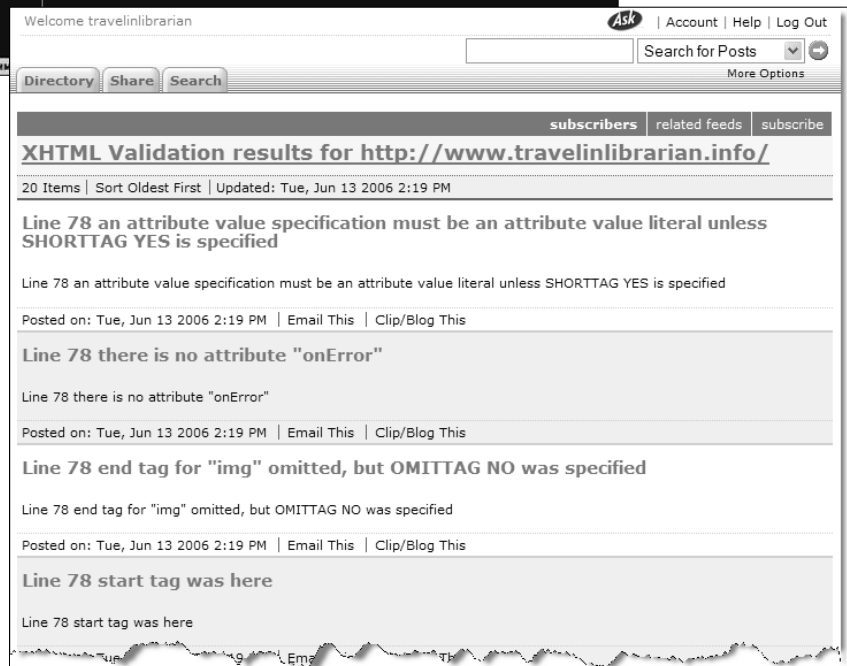 Welcome travelinlibrarian
Ask | Account | Help | Log Out
Search for Posts
More Options
Directory Share Search
subscribers | related feeds | subscribe
XHTML Validation results for http://www.travelinlibrarian.info/
20 Items | Sort Oldest First | Updated: Tue, Jun 13 2006 2:19 PM
Line 78 an attribute value specification must be an attribute value literal unless
SHORTTAG YES is specified
Line 78 an attribute value specification must be an attribute value literal unless SHORTTAG YES is specified
Posted on: Tue, Jun 13 2006 2:19 PM | Email This | Clip/Blog This
Line 78 there is no attribute "onError"
Line 78 there is no attribute "onError"
Posted on: Tue, Jun 13 2006 2:19 PM | Email This | Clip/Blog This
Line 78 end tag for "img" omitted, but OMITTAG NO was specified
Line 78 end tag for "img" omitted, but OMITTAG NO was specified
Posted on: Tue, Jun 13 2006 2:19 PM | Email This | Clip/Blog This
Line 78 start tag was here
Line 78 start tag was here